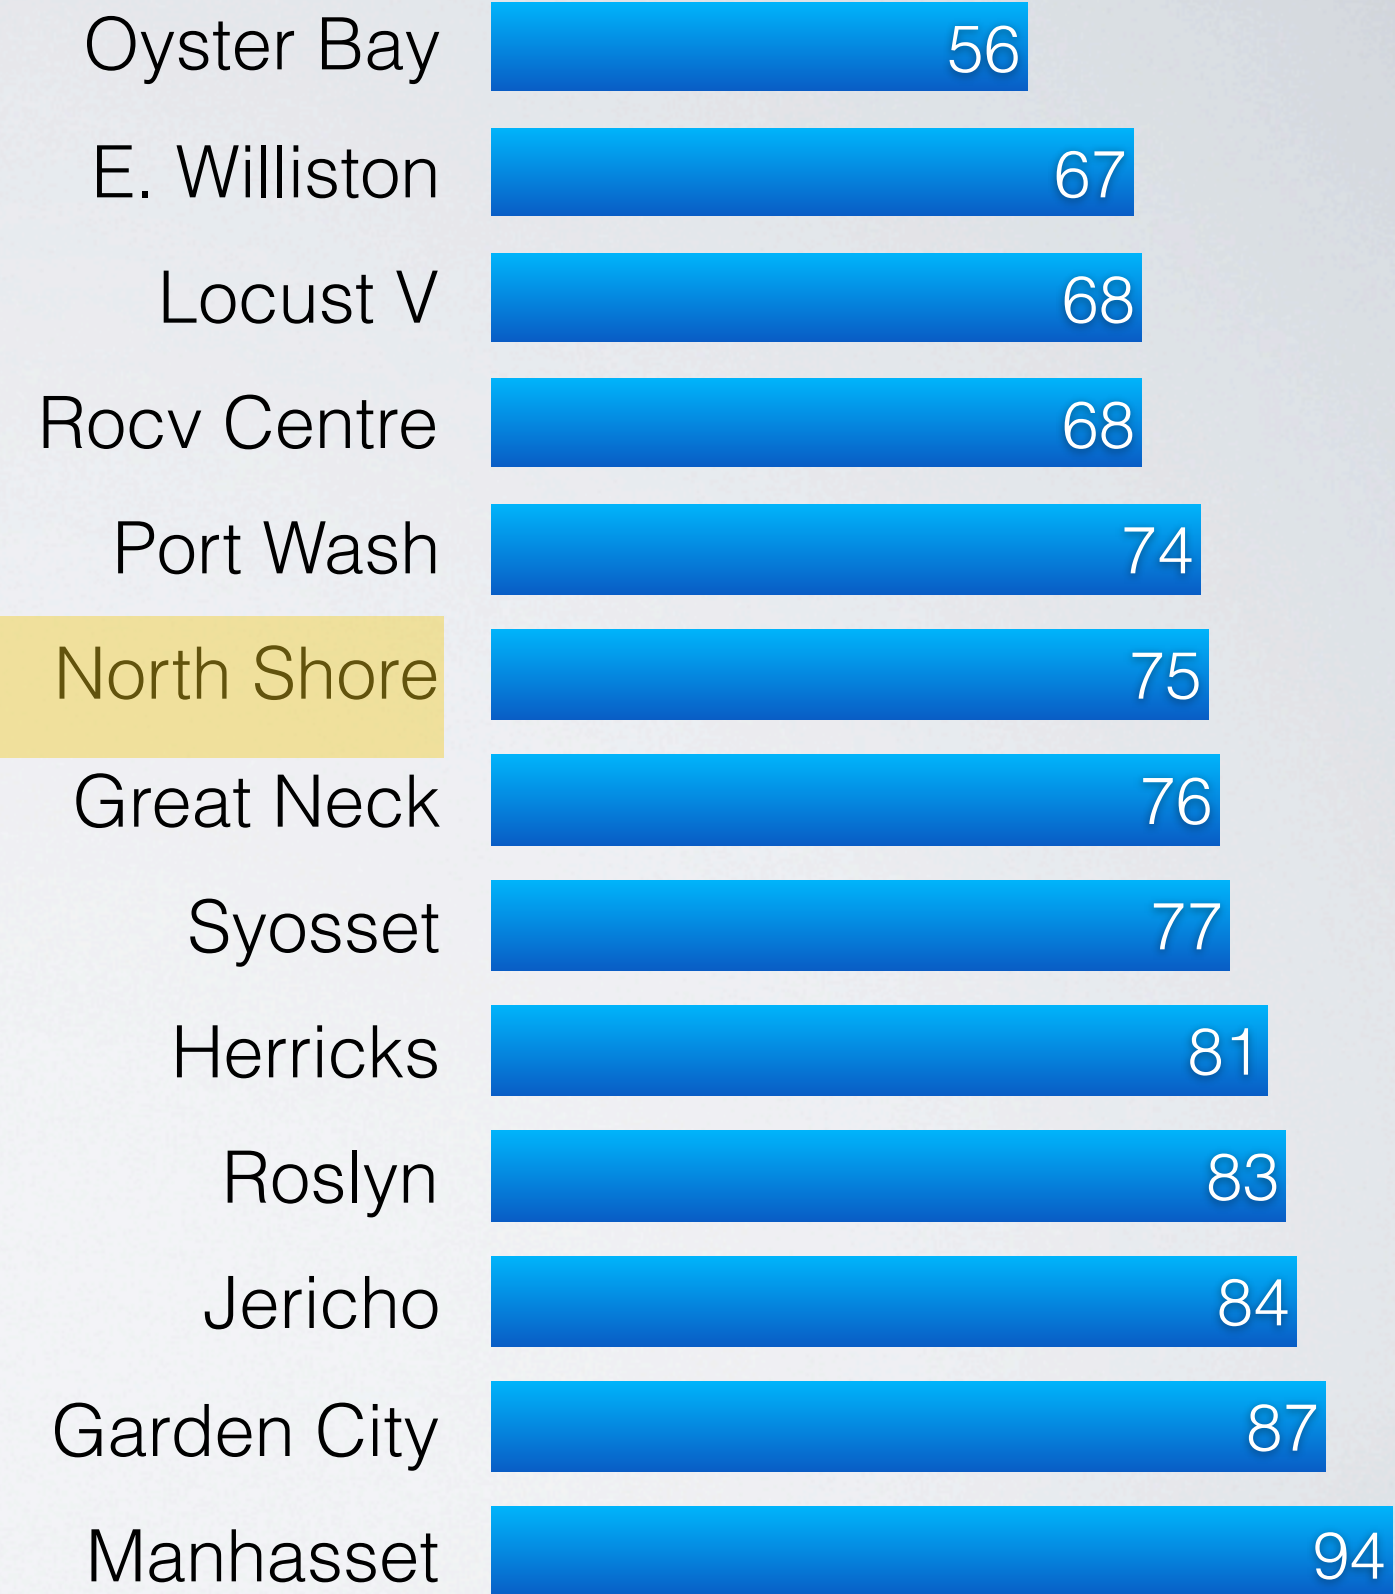 Oyster Bay 56
E. Williston 67
Locust V 68
Rocv Centre 68
Port Wash 74
North Shore 75
Great Neck 76
Syosset 77
Herricks 81
Roslyn 83
Jericho 84
Garden City 87
Manhasset 94